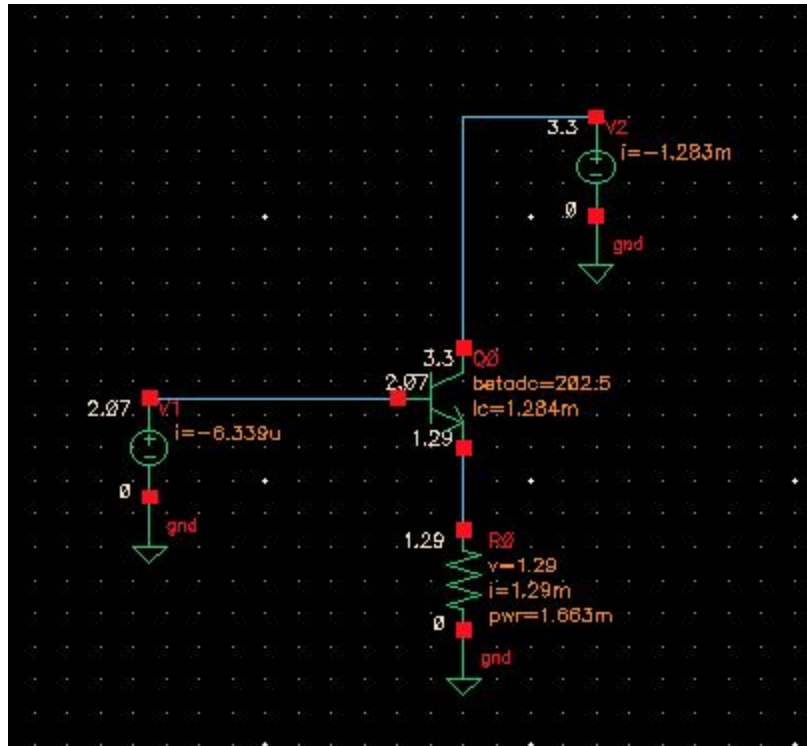 3.3
V2
i=-1.283m
0
gnd
3.3
Q0
2.07
betadc=202.5
Ic=1.284m
1.29
2.07
V1
i=-6.339u
0
gnd
1.29
R0
v=1.29
i=1.29m
pwr=1.663m
0
gnd